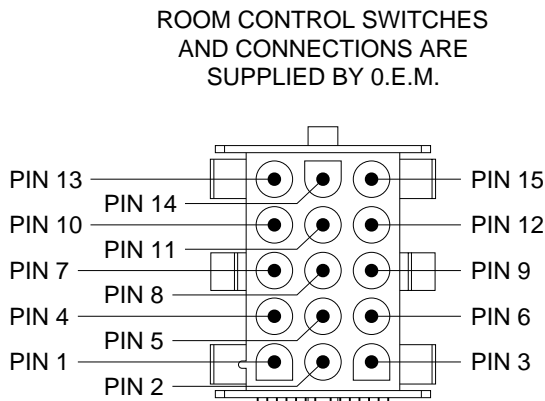 ROOM CONTROL SWITCHES
AND CONNECTIONS ARE
SUPPLIED BY 0.E.M.
PIN 13
PIN 15
PIN 14
PIN 10
PIN 12
PIN 11
PIN 7
PIN 9
PIN 8
PIN 4
PIN 6
PIN 5
PIN 1
PIN 3
PIN 2